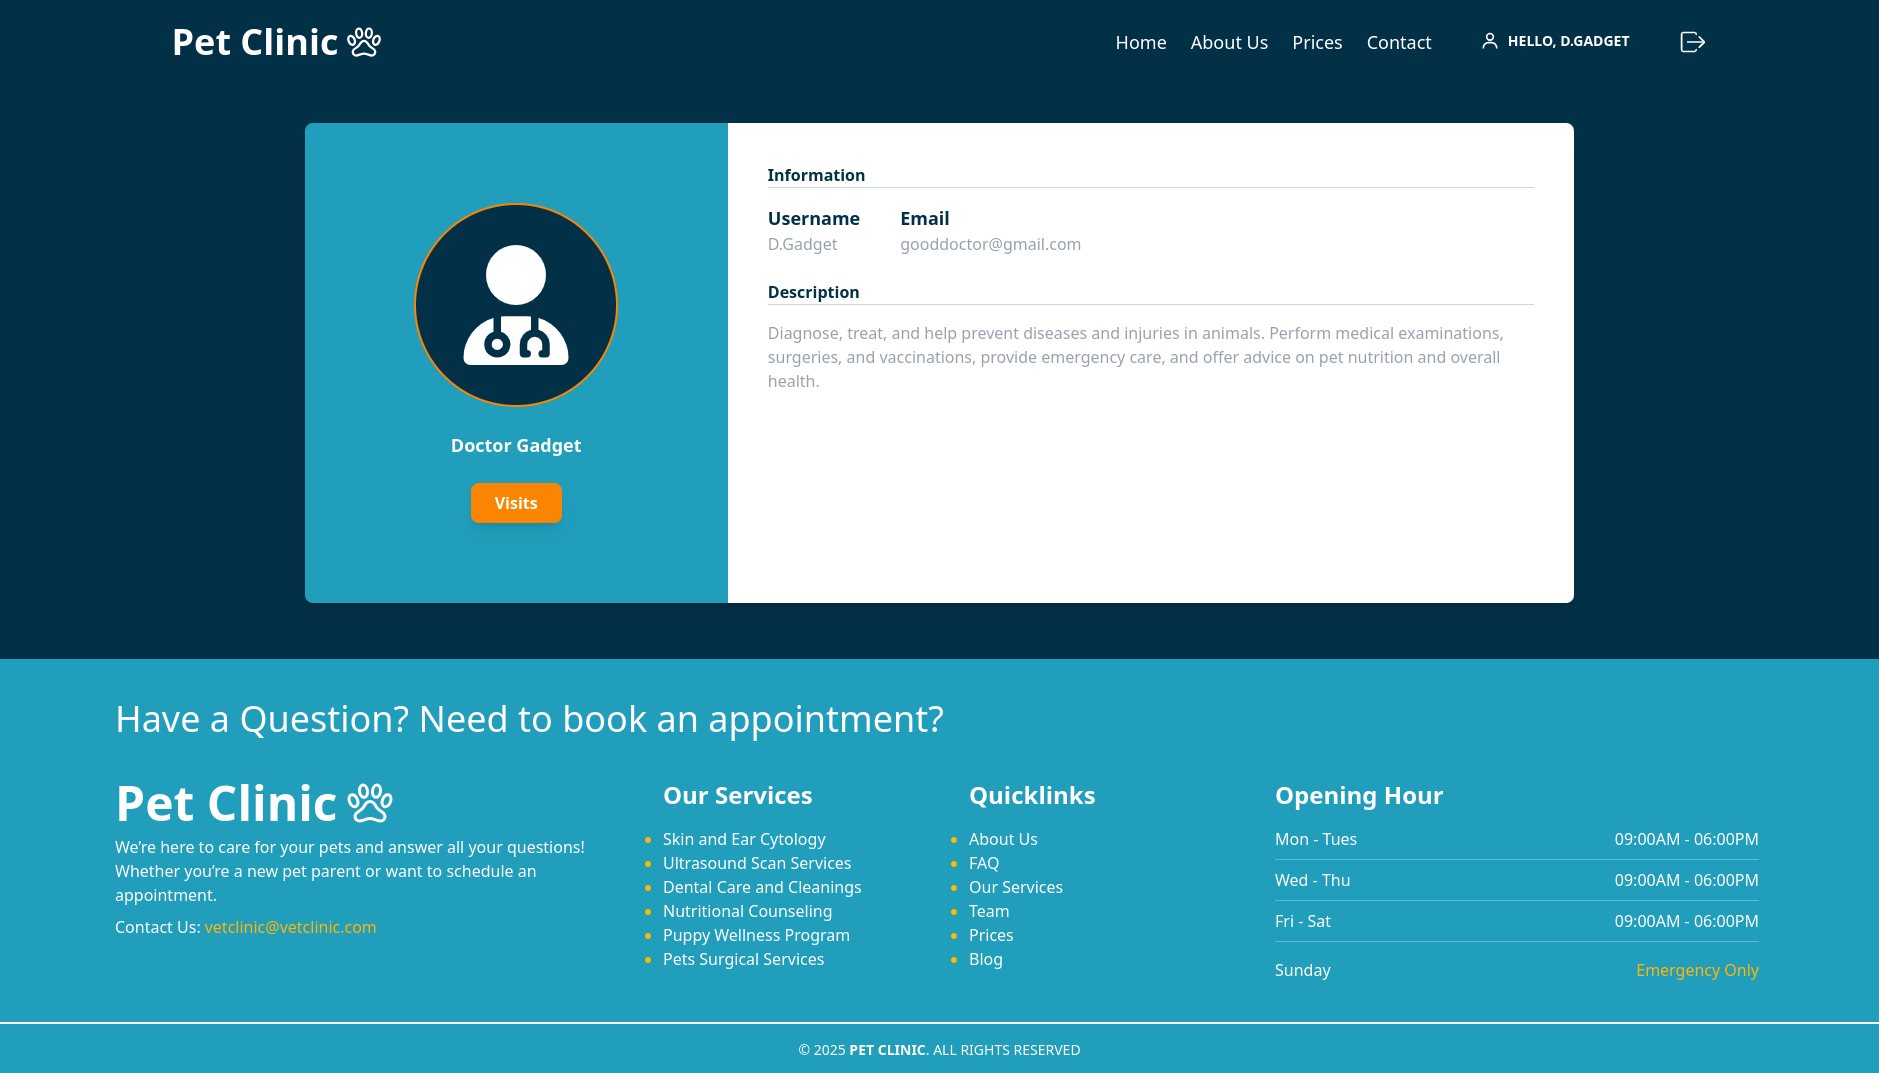 Pet Clinic
Home About Us Prices Contact HELLO, D.GADGET
Doctor Gadget
Visits
Information
Username Email
D.Gadget gooddoctor@gmail.com
Description
Diagnose, treat, and help prevent diseases and injuries in animals. Perform medical examinations,
surgeries, and vaccinations, provide emergency care, and offer advice on pet nutrition and overall
health.
Have a Question? Need to book an appointment?
Pet Clinic
We’re here to care for your pets and answer all your questions!
Whether you’re a new pet parent or want to schedule an
appointment.
Contact Us: vetclinic@vetclinic.com
Our Services
Skin and Ear Cytology
Ultrasound Scan Services
Dental Care and Cleanings
Nutritional Counseling
Puppy Wellness Program
Pets Surgical Services
Quicklinks
About Us
FAQ
Our Services
Team
Prices
Blog
Opening Hour
Mon - Tues 09:00AM - 06:00PM
Wed - Thu 09:00AM - 06:00PM
Fri - Sat 09:00AM - 06:00PM
Sunday Emergency Only
© 2025 PET CLINIC. ALL RIGHTS RESERVED